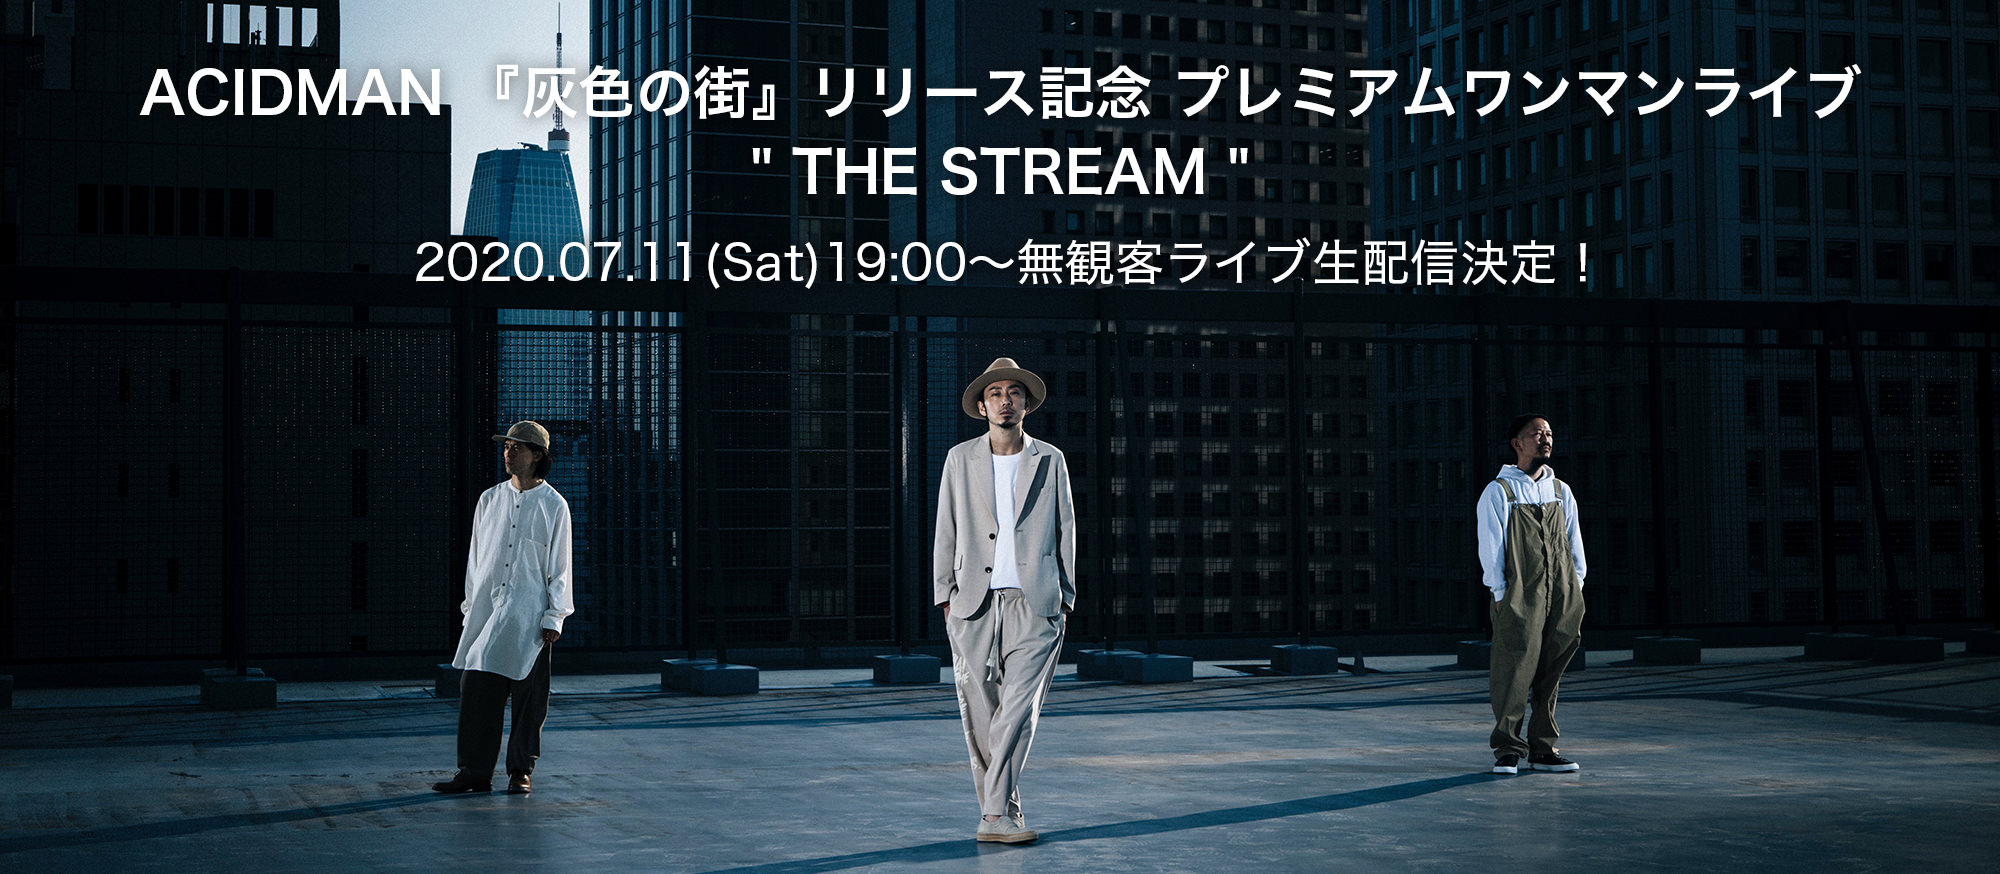 ACIDMAN 『灰色の街』リリース記念 プレミアムワンマンライブ
" THE STREAM "
2020.07.11(Sat)19:00～無観客ライブ生配信決定！